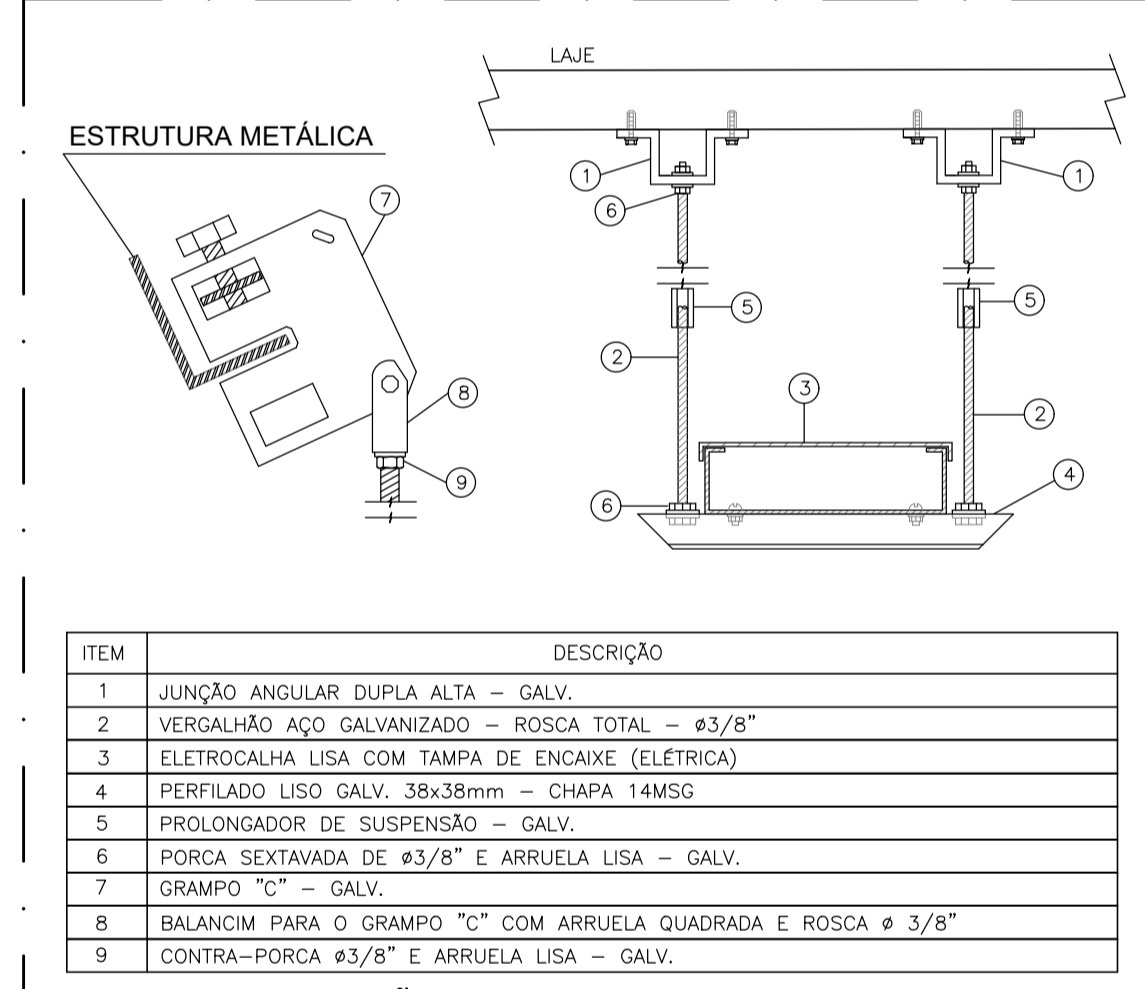 LAJE
ESTRUTURA METÁLICA
1
1
7
6
5
5
2
3
8
2
9
4
6
ITEM DESCRIÇÃO
1 JUNÇÃO ANGULAR DUPLA ALTA – GALV.
2 VERGALHÃO AÇO GALVANIZADO – ROSCA TOTAL – ø3/8"
3 ELETROCALHA LISA COM TAMPA DE ENCAIXE (ELÉTRICA)
4 PERFILADO LISO GALV. 38x38mm – CHAPA 14MSG
5 PROLONGADOR DE SUSPENSÃO – GALV.
6 PORCA SEXTAVADA DE ø3/8" E ARRUELA LISA – GALV.
7 GRAMPO "C" – GALV.
8 BALANCIM PARA O GRAMPO "C" COM ARRUELA QUADRADA E ROSCA ø 3/8"
9 CONTRA–PORCA ø3/8" E ARRUELA LISA – GALV.